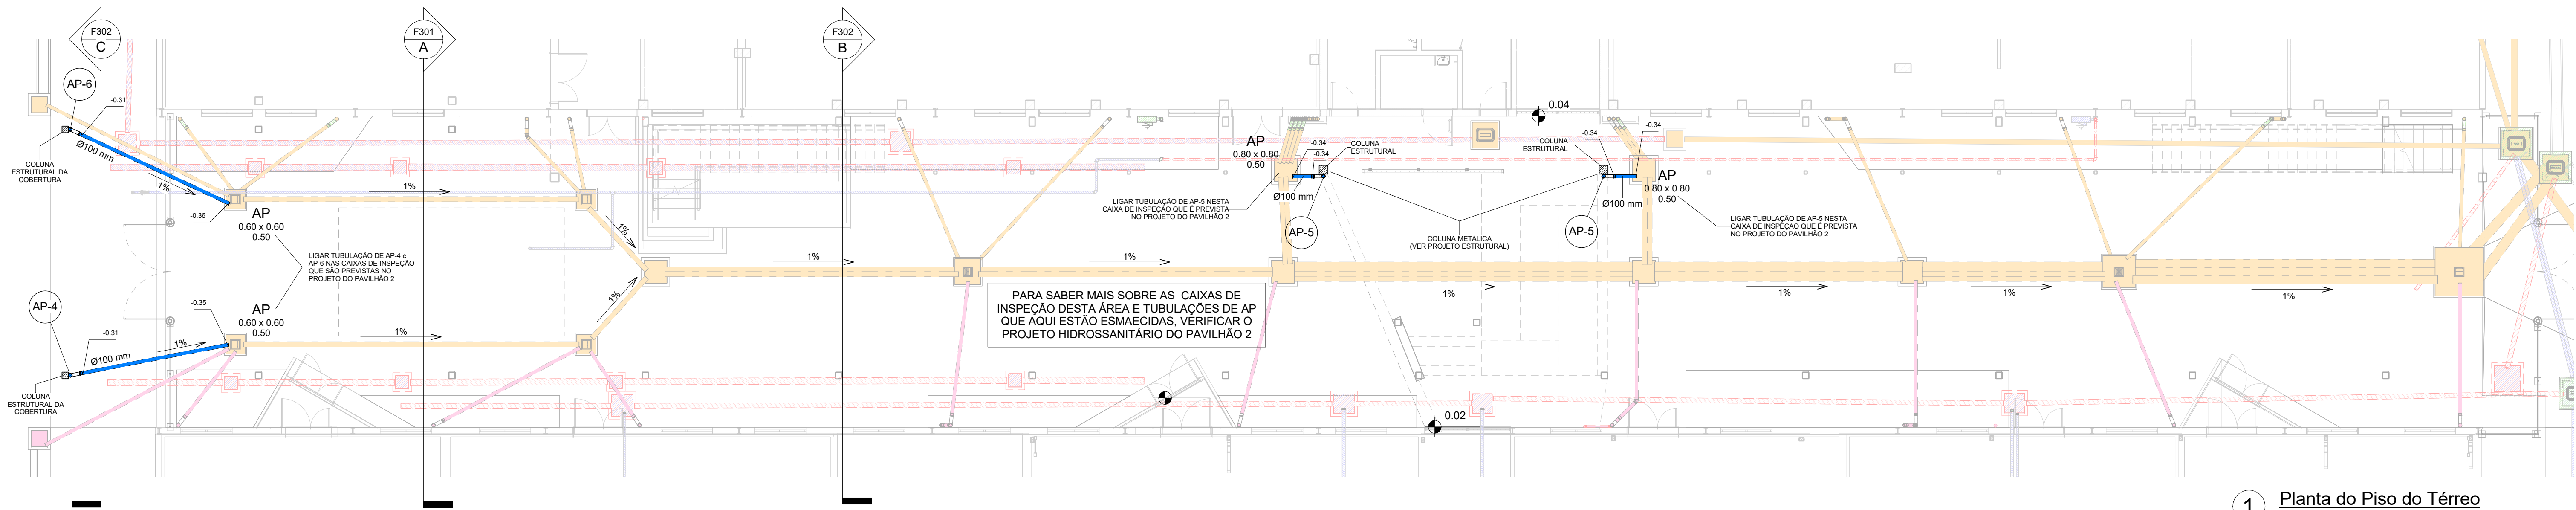 F302
C
F301
A
F302
B
AP-6
-0.31
COLUNA
ESTRUTURAL DA
COBERTURA
Ø100 mm
1%
-0.36
AP
0.60 x 0.60
0.50
1%
LIGAR TUBULAÇÃO DE AP-4 e
AP-6 NAS CAIXAS DE INSPEÇÃO
QUE SÃO PREVISTAS NO
PROJETO DO PAVILHÃO 2
AP-4
-0.31
-0.35
AP
0.60 x 0.60
0.50
Ø100 mm
1%
1%
COLUNA
ESTRUTURAL DA
COBERTURA
1%
1%
1%
1%
PARA SABER MAIS SOBRE AS CAIXAS DE
INSPEÇÃO DESTA ÁREA E TUBULAÇÕES DE AP
QUE AQUI ESTÃO ESMAECIDAS, VERIFICAR O
PROJETO HIDROSSANITÁRIO DO PAVILHÃO 2
AP
0.80 x 0.80
0.50
-0.34
-0.34
COLUNA
ESTRUTURAL
Ø100 mm
LIGAR TUBULAÇÃO DE AP-5 NESTA
CAIXA DE INSPEÇÃO QUE É PREVISTA
NO PROJETO DO PAVILHÃO 2
AP-5
COLUNA METÁLICA
(VER PROJETO ESTRUTURAL)
0.04
COLUNA
ESTRUTURAL
-0.34
-0.34
AP
0.80 x 0.80
0.50
Ø100 mm
AP-5
LIGAR TUBULAÇÃO DE AP-5 NESTA
CAIXA DE INSPEÇÃO QUE É PREVISTA
NO PROJETO DO PAVILHÃO 2
1%
1%
1%
1%
0.02
1
Planta do Piso do Térreo